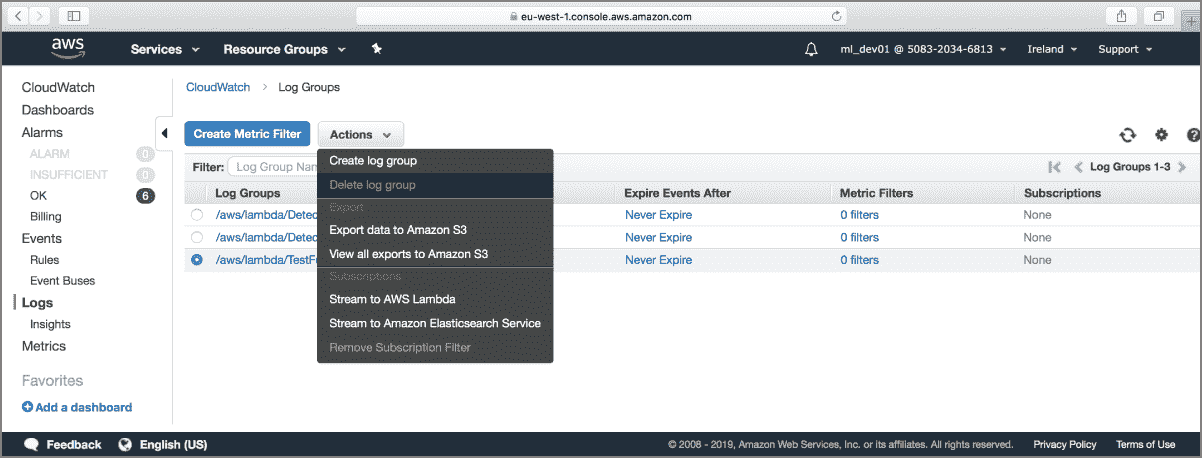 eu-west-1.console.aws.amazon.com
aws Services Resource Groups ml_dev01 @ 5083-2034-6813 Ireland Support
CloudWatch
Dashboards
Alarms
ALARM 0
INSUFFICIENT 0
OK 6
Billing
Events
Rules
Event Buses
Logs
Insights
Metrics
Favorites
Add a dashboard
CloudWatch > Log Groups
Create Metric Filter Actions
Filter: Log Group Nam Log Groups 1-3
Log Groups Expire Events After Metric Filters Subscriptions
/aws/lambda/Detec Never Expire 0 filters None
/aws/lambda/Detec Never Expire 0 filters None
/aws/lambda/TestFu Never Expire 0 filters None
Create log group
Delete log group
Export
Export data to Amazon S3
View all exports to Amazon S3
Subscriptions
Stream to AWS Lambda
Stream to Amazon Elasticsearch Service
Remove Subscription Filter
Feedback English (US) © 2008 - 2019, Amazon Web Services, Inc. or its affiliates. All rights reserved. Privacy Policy Terms of Use